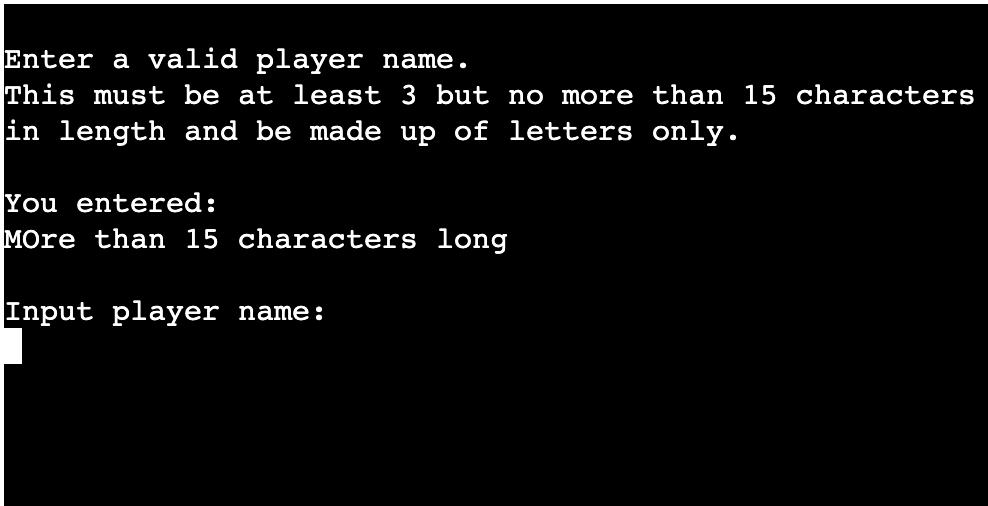 Enter a valid player name.
This must be at least 3 but no more than 15 characters
in length and be made up of letters only.
You entered:
MOre than 15 characters long
Input player name: